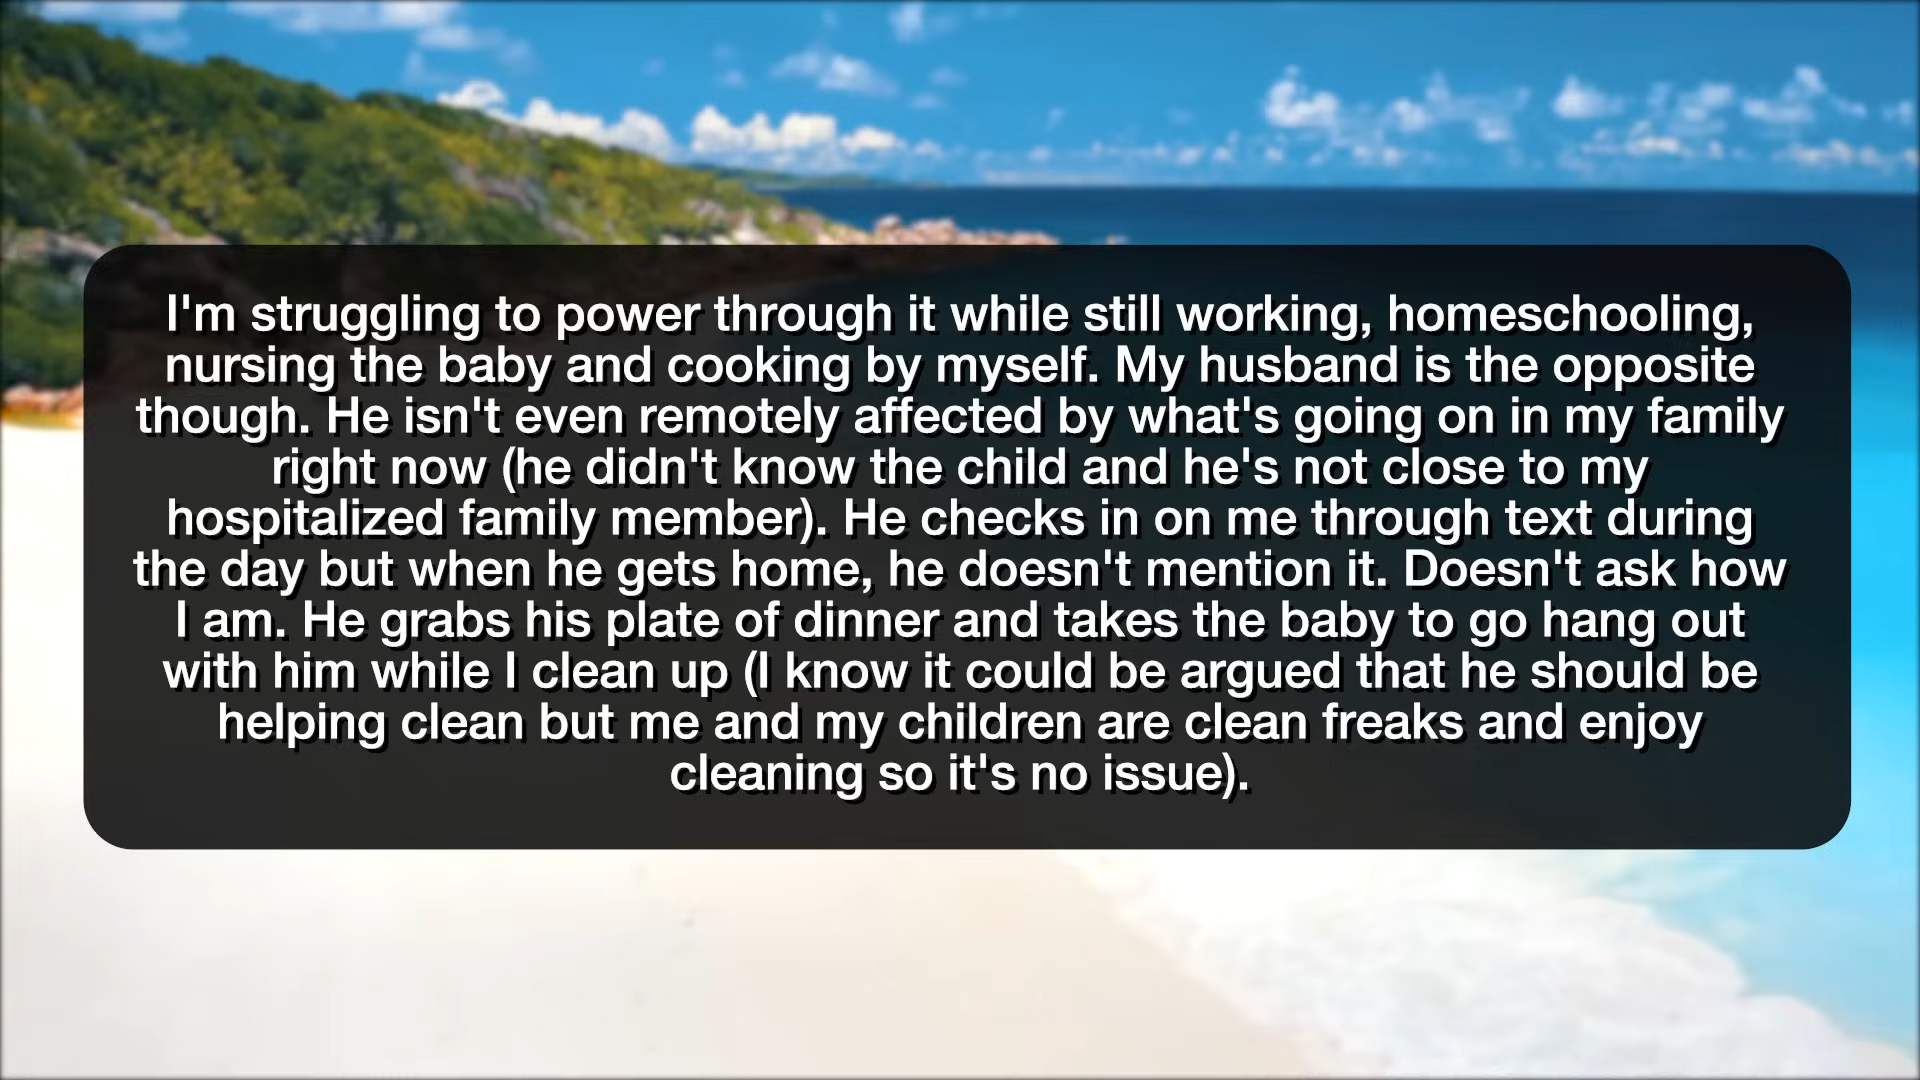 I'm struggling to power through it while still working, homeschooling,
nursing the baby and cooking by myself. My husband is the opposite
though. He isn't even remotely affected by what's going on in my family
right now (he didn't know the child and he's not close to my
hospitalized family member). He checks in on me through text during
the day but when he gets home, he doesn't mention it. Doesn't ask how
I am. He grabs his plate of dinner and takes the baby to go hang out
with him while I clean up (I know it could be argued that he should be
helping clean but me and my children are clean freaks and enjoy
cleaning so it's no issue).